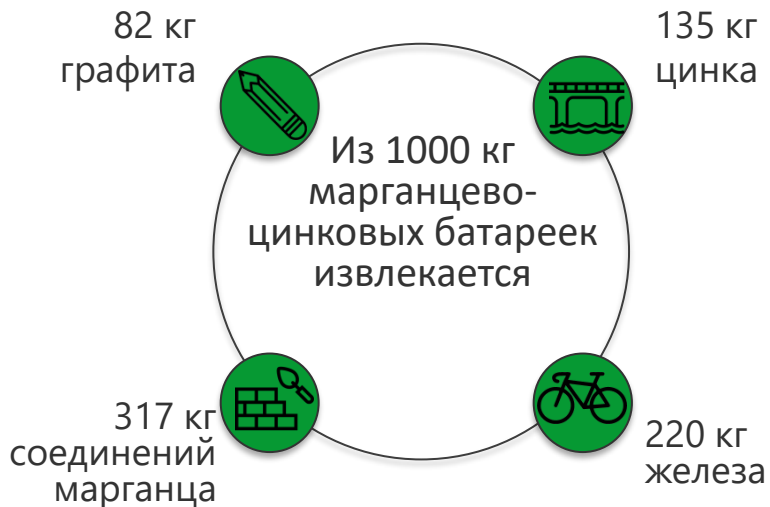 82 кг
графита
135 кг
цинка
Из 1000 кг
марганцево-
цинковых батареек
извлекается
317 кг
соединений
марганца
220 кг
железа